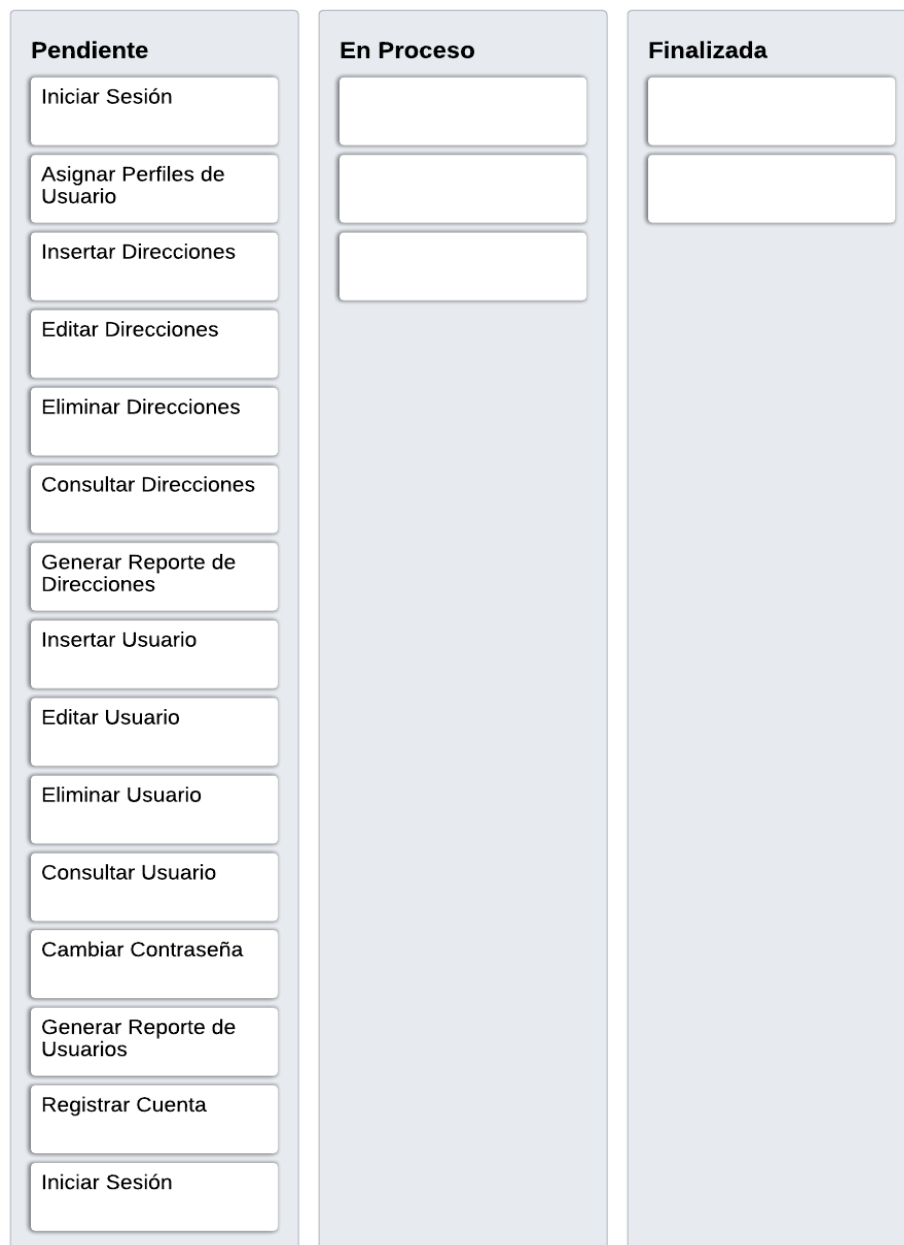 Pendiente
Iniciar Sesión
Asignar Perfiles de
Usuario
Insertar Direcciones
Editar Direcciones
Eliminar Direcciones
Consultar Direcciones
Generar Reporte de
Direcciones
Insertar Usuario
Editar Usuario
Eliminar Usuario
Consultar Usuario
Cambiar Contraseña
Generar Reporte de
Usuarios
Registrar Cuenta
Iniciar Sesión
En Proceso
Finalizada